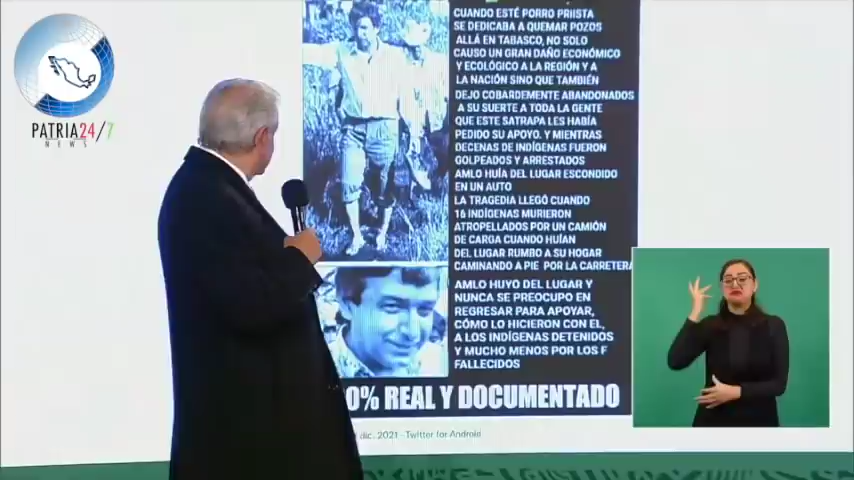 PATRIA24/7
NEWS
CUANDO ESTÉ PORRO PRIISTA
SE DEDICABA A QUEMAR POZOS
ALLÁ EN TABASCO, NO SOLO
CAUSO UN GRAN DAÑO ECONÓMICO
Y ECOLÓGICO A LA REGIÓN Y A
LA NACIÓN SINO QUE TAMBIÉN
DEJO COBARDEMENTE ABANDONADOS
A SU SUERTE A TODA LA GENTE
QUE ESTE SATRAPA LES HABÍA
PEDIDO SU APOYO. Y MIENTRAS
DECENAS DE INDÍGENAS FUERON
GOLPEADOS Y ARRESTADOS
AMLO HUÍA DEL LUGAR ESCONDIDO
EN UN AUTO
LA TRAGEDIA LLEGÓ CUANDO
16 INDÍGENAS MURIERON
ATROPELLADOS POR UN CAMIÓN
DE CARGA CUANDO HUÍAN
DEL LUGAR RUMBO A SU HOGAR
CAMINANDO A PIE POR LA CARRETERA
AMLO HUYO DEL LUGAR Y
NUNCA SE PREOCUPO EN
REGRESAR PARA APOYAR,
CÓMO LO HICIERON CON EL,
A LOS INDÍGENAS DETENIDOS
Y MUCHO MENOS POR LOS F
FALLECIDOS
0% REAL Y DOCUMENTADO
dic. 2021 · Twitter for Android